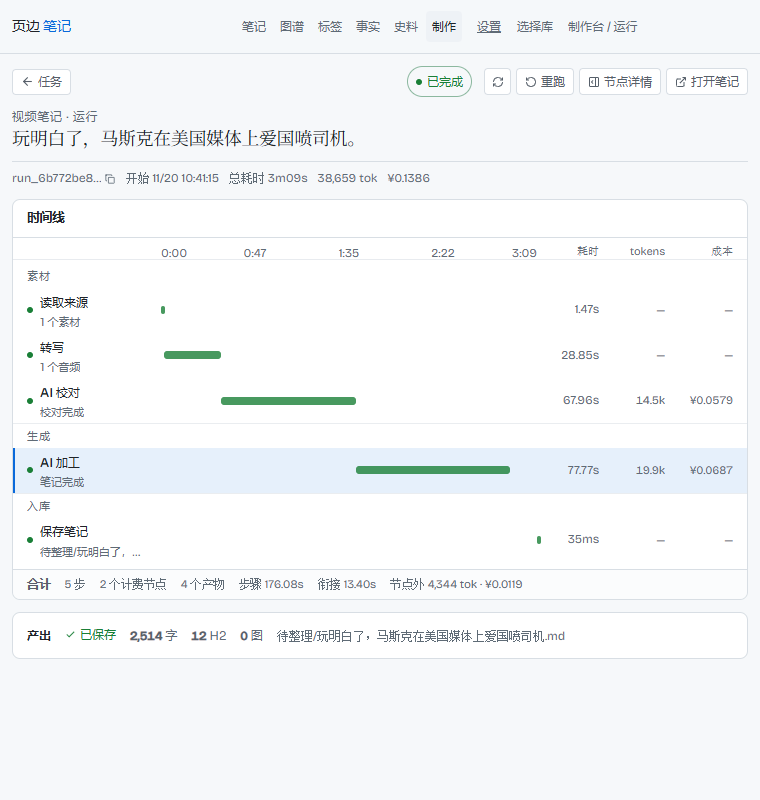 页边 笔记 笔记 图谱 标签 事实 史料 制作 设置 选择库 制作台 / 运行
任务 已完成 重跑 节点详情 打开笔记
视频笔记 · 运行
玩明白了，马斯克在美国媒体上爱国喷司机。
run_6b772be8... 开始 11/20 10:41:15 总耗时 3m09s 38,659 tok ¥0.1386
时间线
0:00 0:47 1:35 2:22 3:09 耗时 tokens 成本
素材
读取来源
1 个素材
1.47s — —
转写
1 个音频
28.85s — —
AI 校对
校对完成
67.96s 14.5k ¥0.0579
生成
AI 加工
笔记完成
77.77s 19.9k ¥0.0687
入库
保存笔记
待整理/玩明白了，...
35ms — —
合计 5 步 2 个计费节点 4 个产物 步骤 176.08s 衔接 13.40s 节点外 4,344 tok · ¥0.0119
产出 已保存 2,514 字 12 H2 0 图 待整理/玩明白了，马斯克在美国媒体上爱国喷司机.md